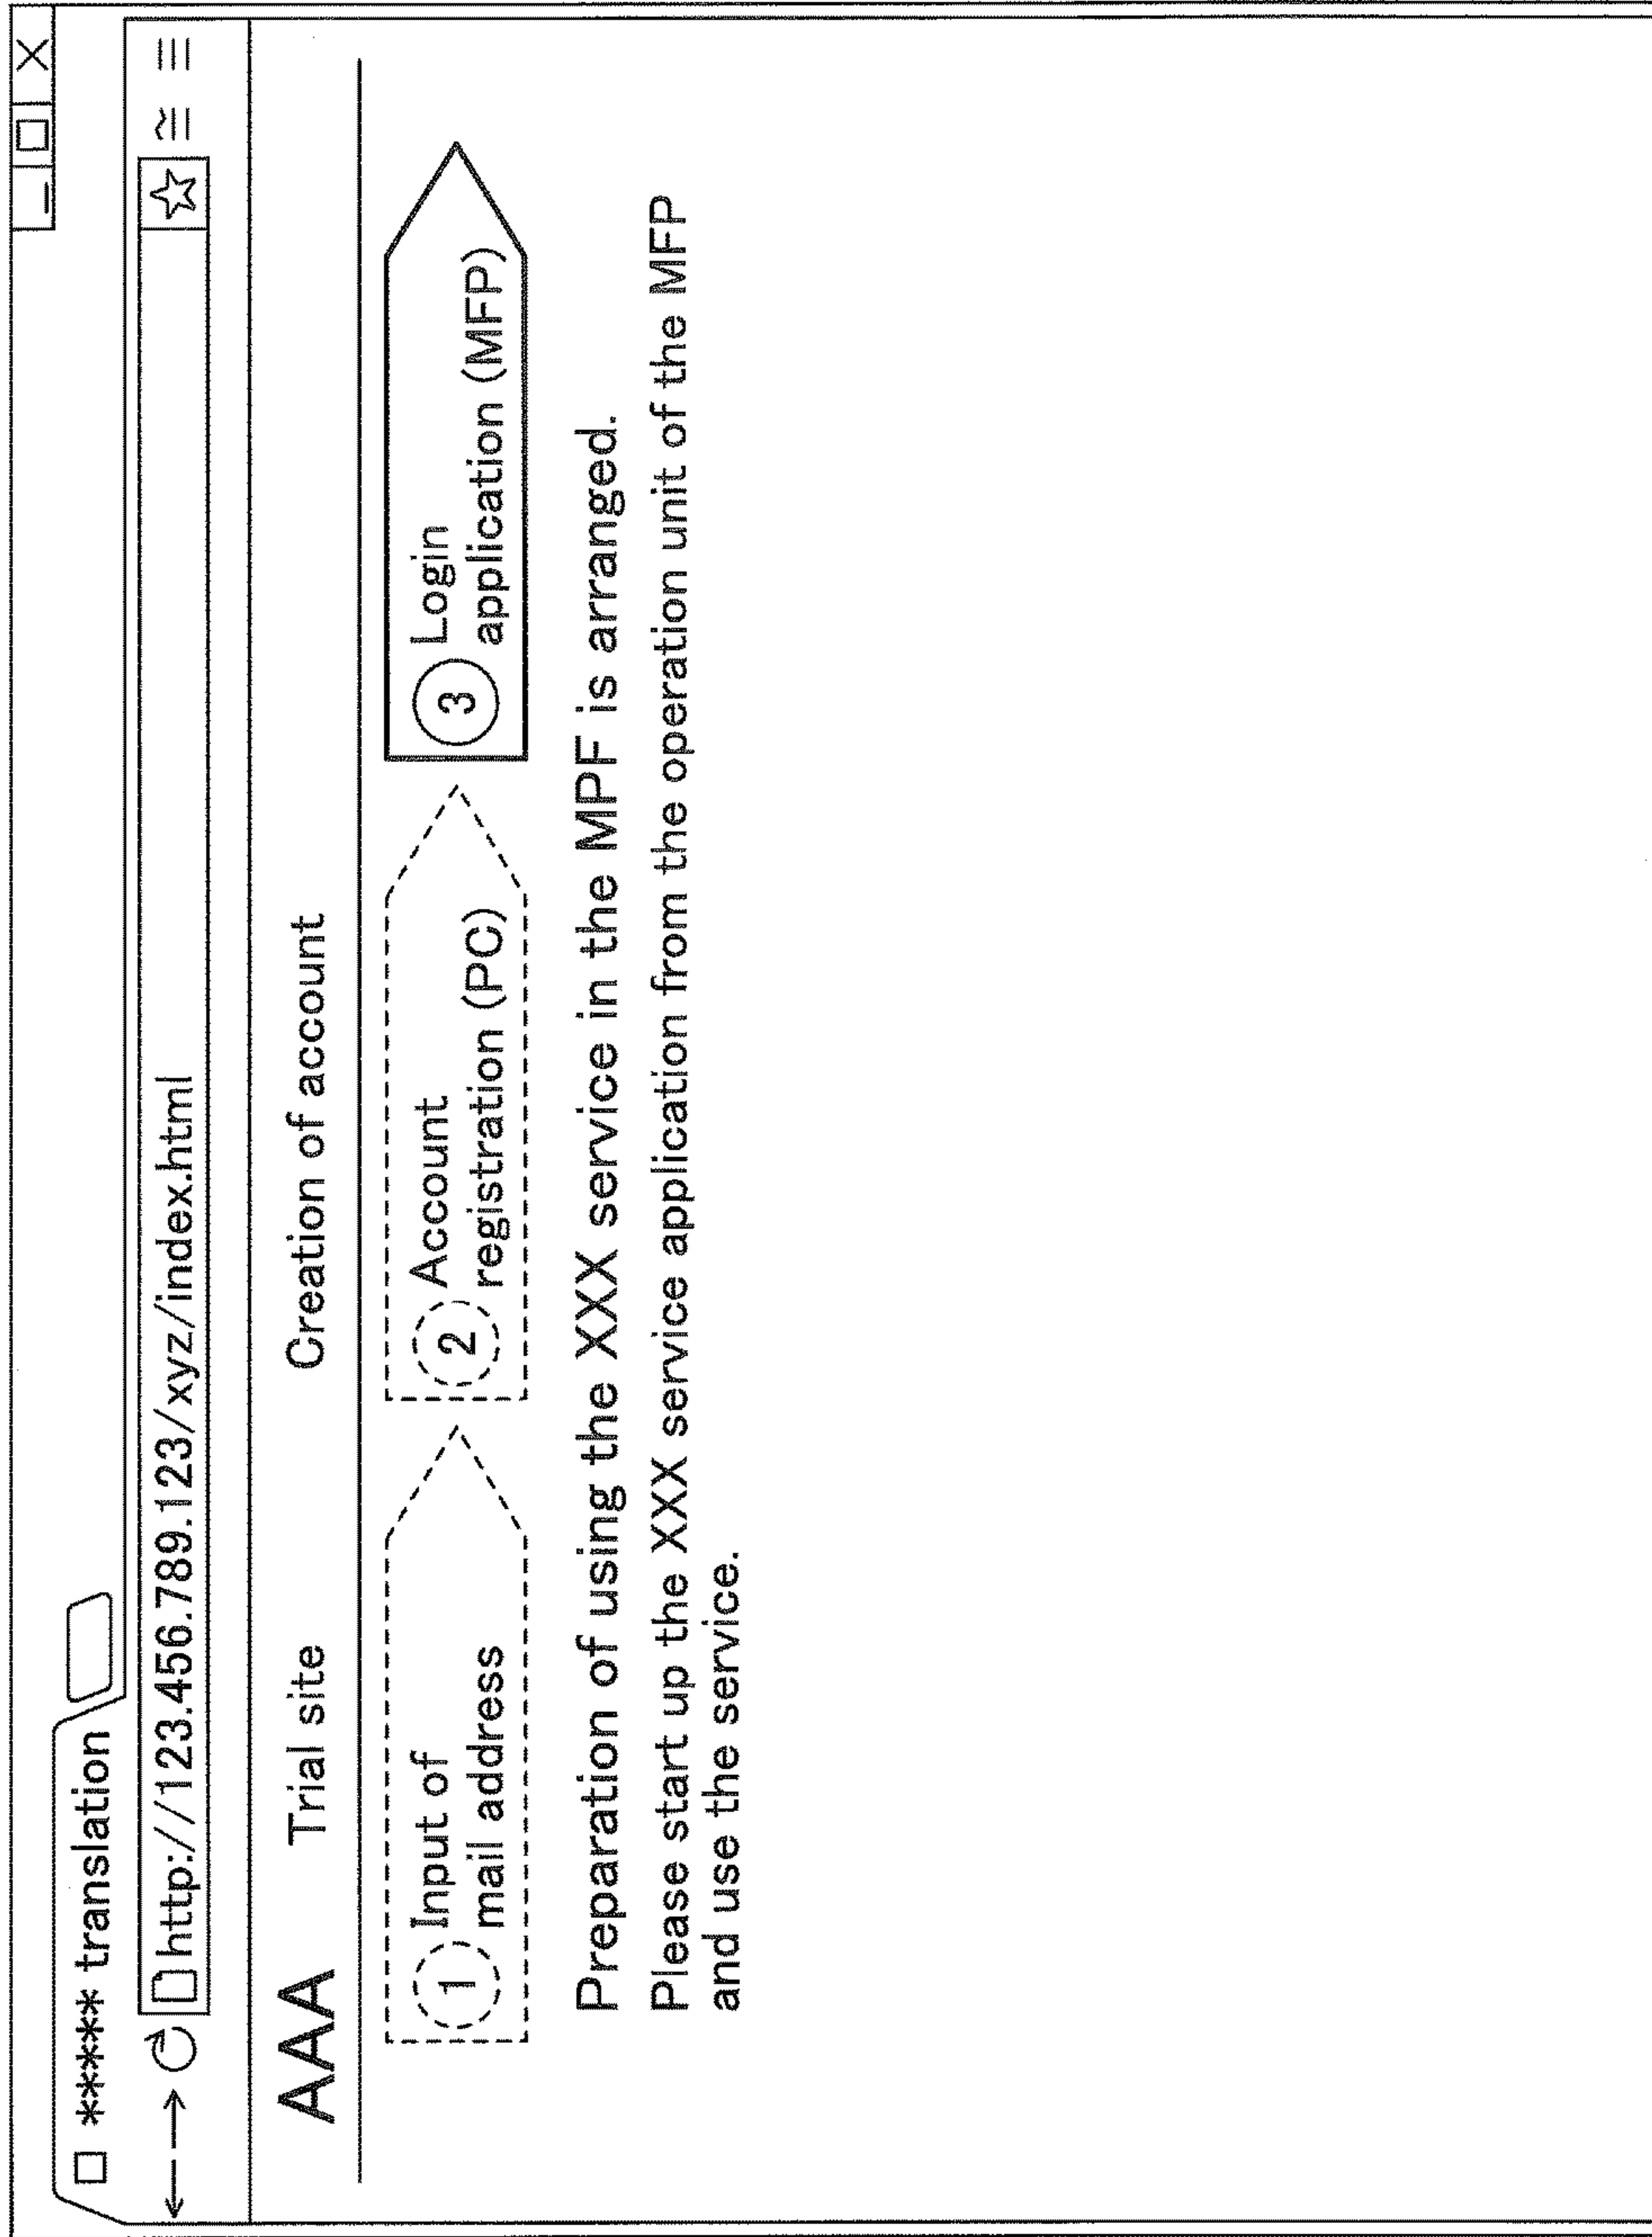 ***** translation
http://123.456.789.123/xyz/index.html
AAA Trial site Creation of account
1 Input of
mail address
2 Account
registration (PC)
3 Login
application (MFP)
Preparation of using the XXX service in the MPF is arranged.
Please start up the XXX service application from the operation unit of the MFP
and use the service.